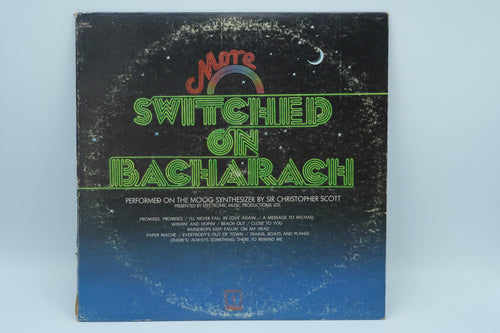 More
SWITCHED
ON
BACHARACH
PERFORMED ON THE MOOG SYNTHESIZER BY SIR CHRISTOPHER SCOTT
PRESENTED BY ELECTRONIC MUSIC PRODUCTIONS, LTD.
PROMISES, PROMISES / I'LL NEVER FALL IN LOVE AGAIN / A MESSAGE TO MICHAEL
WISHIN' AND HOPIN' / REACH OUT / CLOSE TO YOU
RAINDROPS KEEP FALLIN' ON MY HEAD
PAPER MACHE / EVERYBODY'S OUT OF TOWN / TRAINS, BOATS AND PLANES
(THERE'S) ALWAYS SOMETHING THERE TO REMIND ME